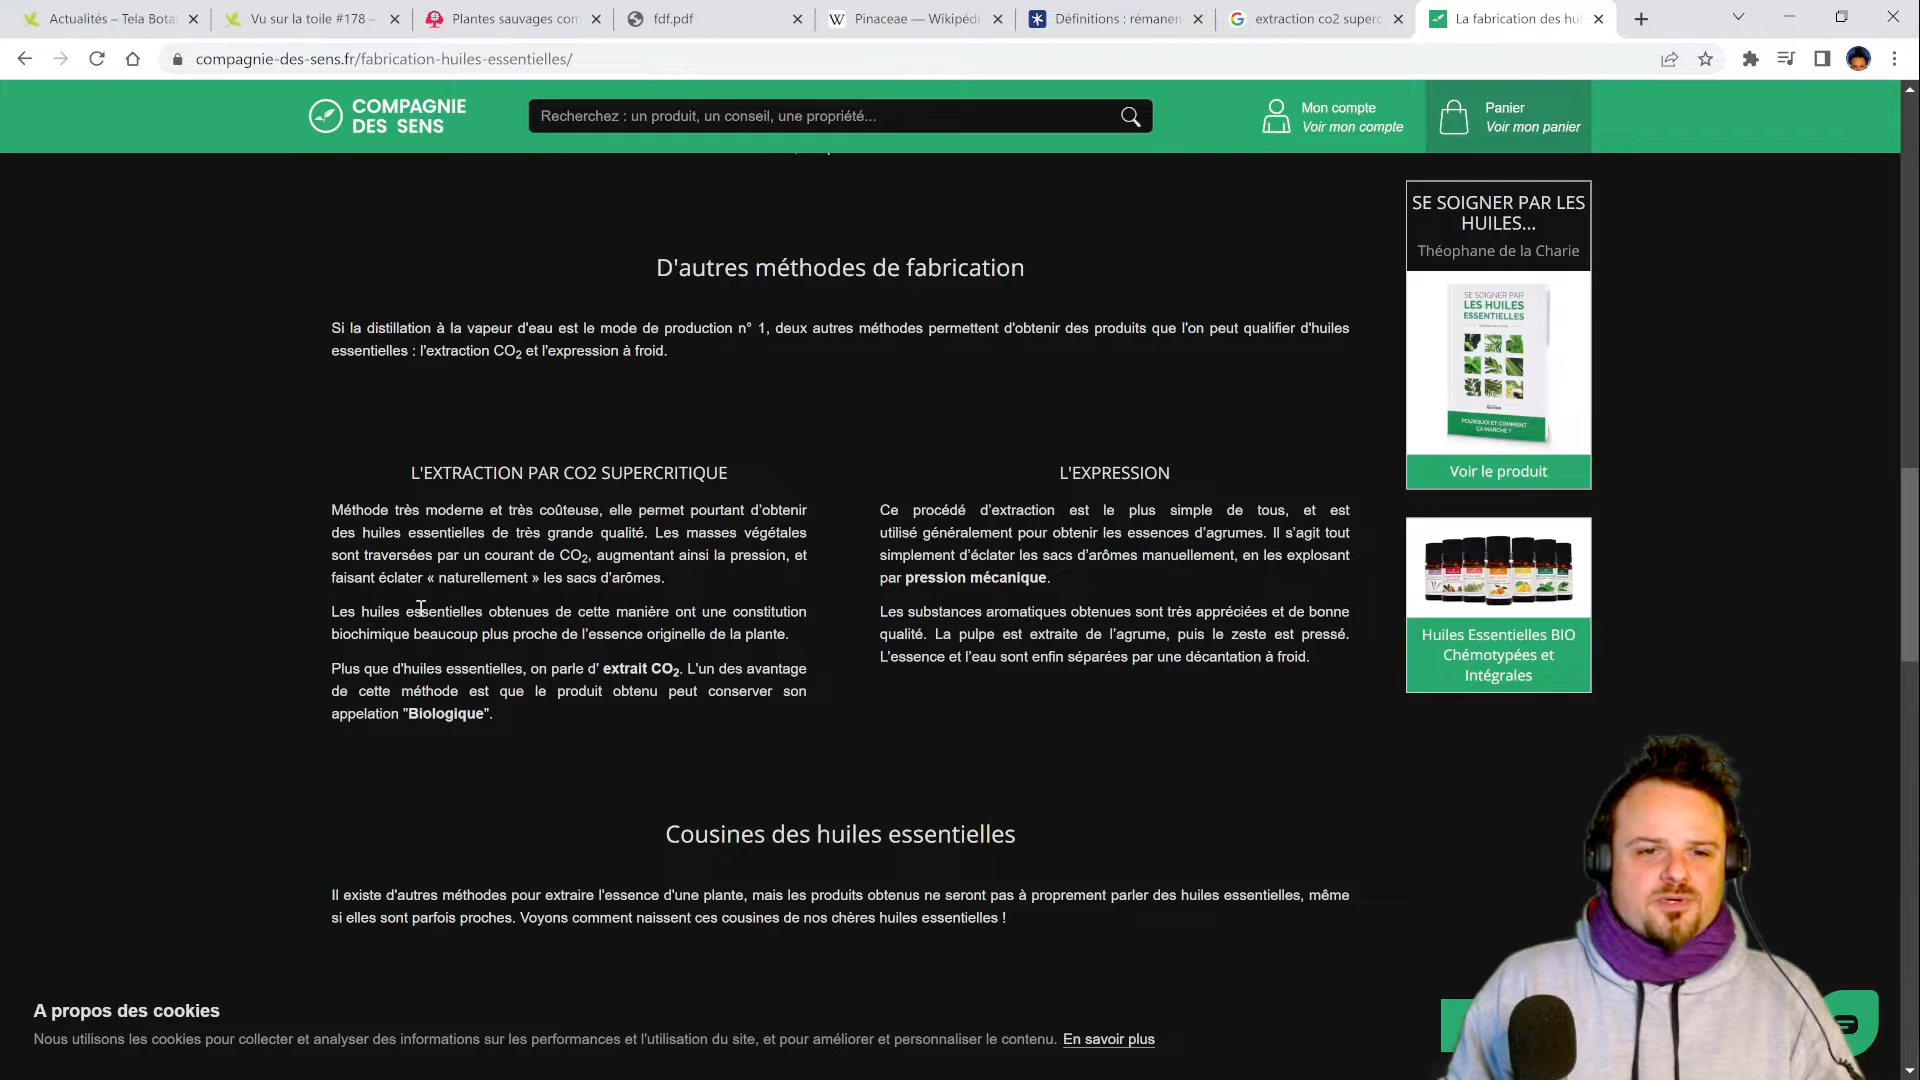 Actualités – Tela Bota
Vu sur la toile #178 –
Plantes sauvages com
fdf.pdf
Pinaceae — Wikipédi
Définitions : rémanen
extraction co2 superc
La fabrication des hui
compagnie-des-sens.fr/fabrication-huiles-essentielles/
COMPAGNIE
DES SENS
Recherchez : un produit, un conseil, une propriété...
Mon compte
Voir mon compte
Panier
Voir mon panier
D'autres méthodes de fabrication
Si la distillation à la vapeur d'eau est le mode de production n° 1, deux autres méthodes permettent d'obtenir des produits que l'on peut qualifier d'huiles
essentielles : l'extraction CO2 et l'expression à froid.
L'EXTRACTION PAR CO2 SUPERCRITIQUE
Méthode très moderne et très coûteuse, elle permet pourtant d’obtenir
des huiles essentielles de très grande qualité. Les masses végétales
sont traversées par un courant de CO2, augmentant ainsi la pression, et
faisant éclater « naturellement » les sacs d’arômes.
Les huiles essentielles obtenues de cette manière ont une constitution
biochimique beaucoup plus proche de l’essence originelle de la plante.
Plus que d'huiles essentielles, on parle d' extrait CO2. L'un des avantage
de cette méthode est que le produit obtenu peut conserver son
appelation "Biologique".
L'EXPRESSION
Ce procédé d’extraction est le plus simple de tous, et est
utilisé généralement pour obtenir les essences d’agrumes. Il s’agit tout
simplement d’éclater les sacs d’arômes manuellement, en les explosant
par pression mécanique.
Les substances aromatiques obtenues sont très appréciées et de bonne
qualité. La pulpe est extraite de l’agrume, puis le zeste est pressé.
L’essence et l’eau sont enfin séparées par une décantation à froid.
SE SOIGNER PAR LES
HUILES...
Théophane de la Charie
SE SOIGNER PAR
LES HUILES
ESSENTIELLES
POURQUOI ET COMMENT
ÇA MARCHE ?
Voir le produit
Huiles Essentielles BIO
Chémotypées et
Intégrales
Cousines des huiles essentielles
Il existe d'autres méthodes pour extraire l'essence d'une plante, mais les produits obtenus ne seront pas à proprement parler des huiles essentielles, même
si elles sont parfois proches. Voyons comment naissent ces cousines de nos chères huiles essentielles !
A propos des cookies
Nous utilisons les cookies pour collecter et analyser des informations sur les performances et l'utilisation du site, et pour améliorer et personnaliser le contenu. En savoir plus